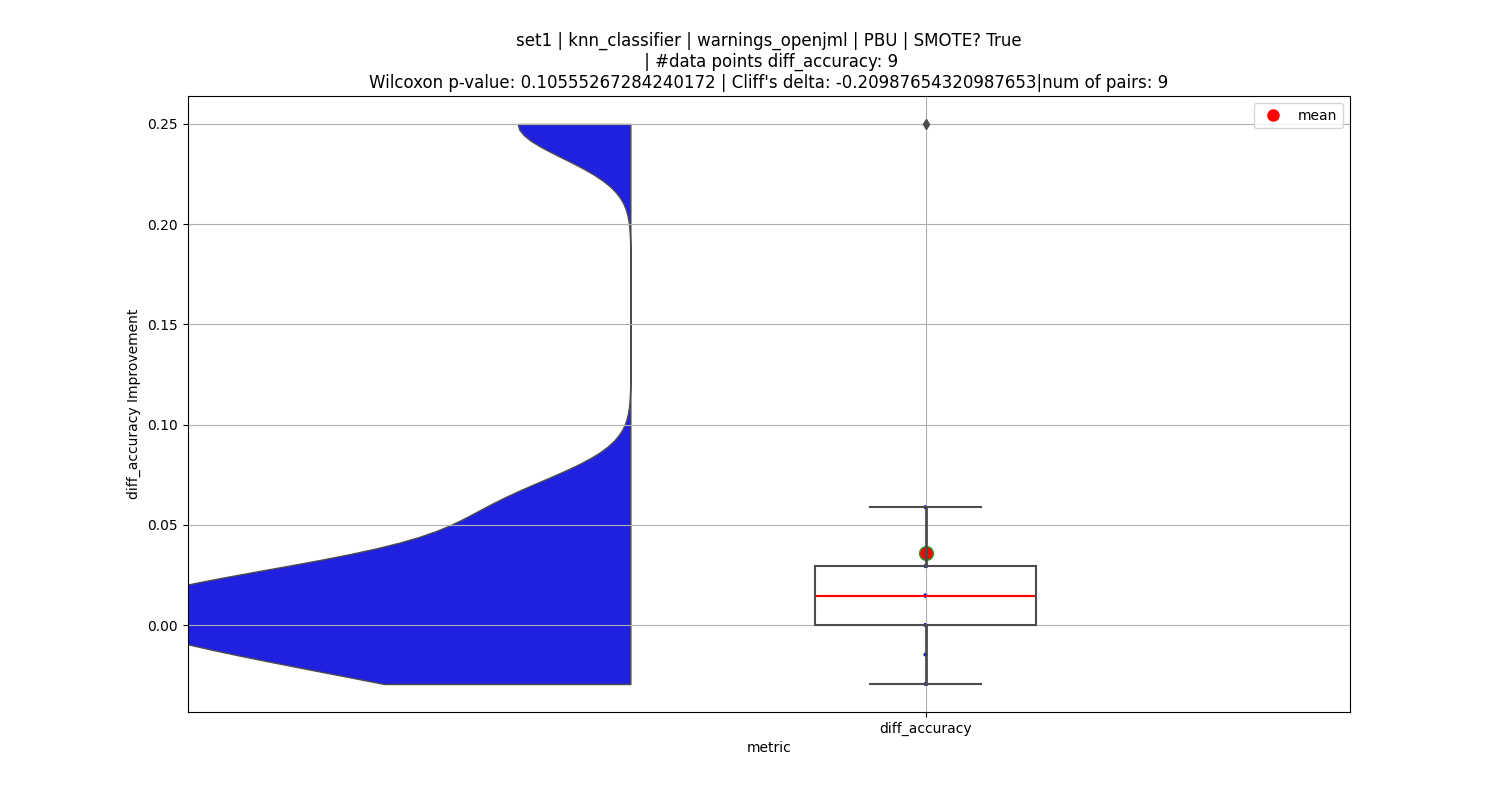 set1 | knn_classifier | warnings_openjml | PBU | SMOTE? True
| #data points diff_accuracy: 9
Wilcoxon p-value: 0.10555267284240172 | Cliff's delta: -0.20987654320987653|num of pairs: 9
mean
0.25
0.20
0.15
0.10
0.05
0.00
diff_accuracy Improvement
diff_accuracy
metric